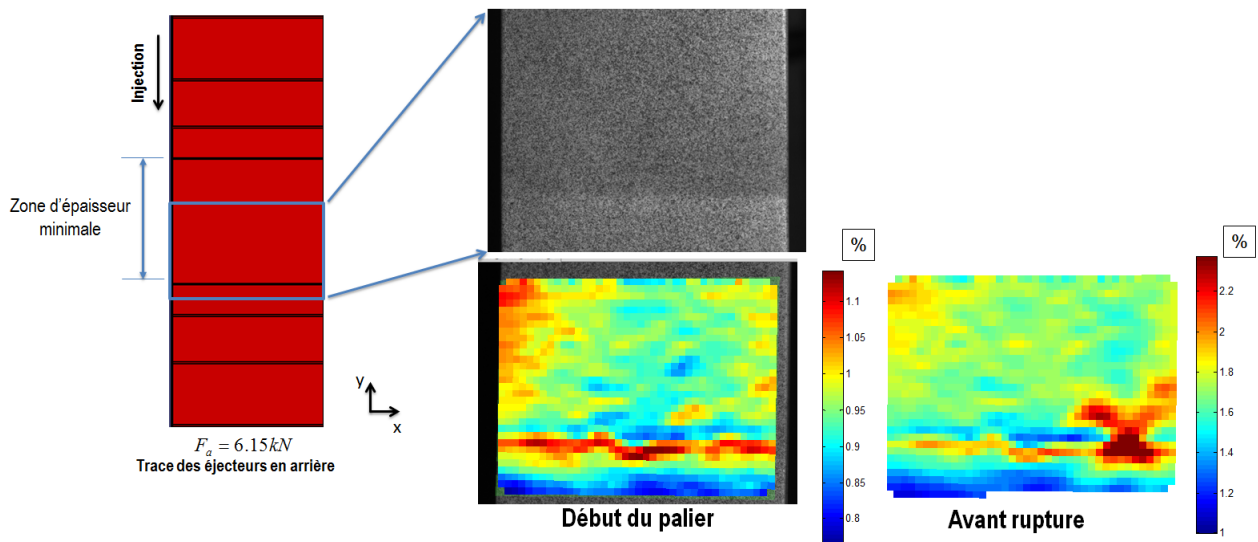 Injection
Zone d'épaisseur
minimale
y
x
F_a = 6.15kN
Trace des éjecteurs en arrière
%
1.1
1.05
1
0.95
0.9
0.85
0.8
Début du palier
%
2.2
2
1.8
1.6
1.4
1.2
1
Avant rupture